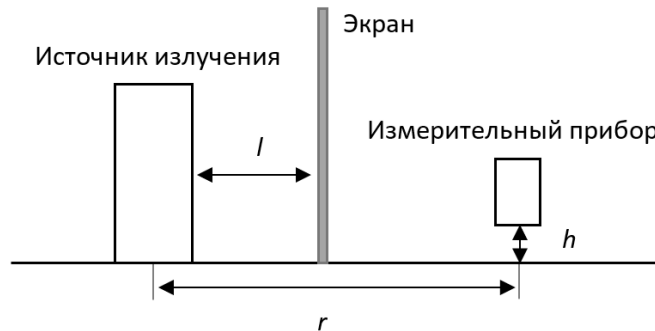 Экран
Источник излучения
Измерительный прибор
l
h
r